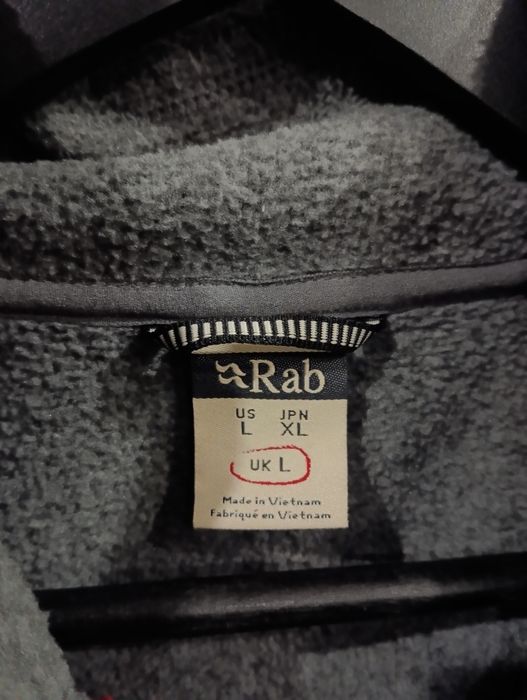 Rab
US JPN
L XL
UK L
Made in Vietnam
Fabriqué en Vietnam